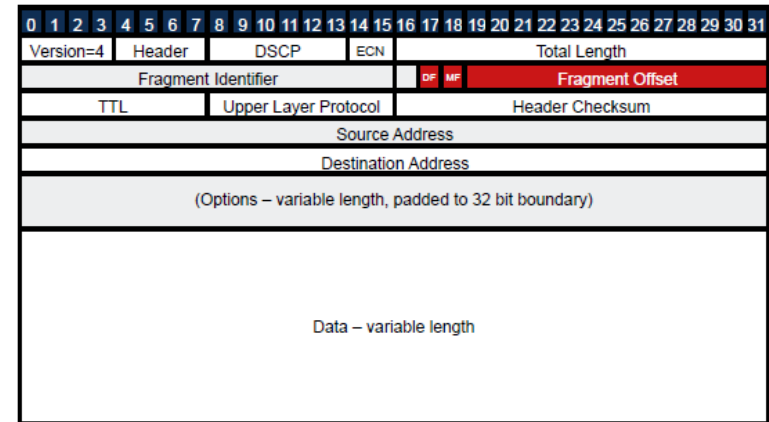 0 1 2 3 4 5 6 7 8 9 10 11 12 13 14 15 16 17 18 19 20 21 22 23 24 25 26 27 28 29 30 31
Version=4 Header DSCP ECN Total Length
Fragment Identifier DF MF Fragment Offset
TTL Upper Layer Protocol Header Checksum
Source Address
Destination Address
(Options – variable length, padded to 32 bit boundary)
Data – variable length